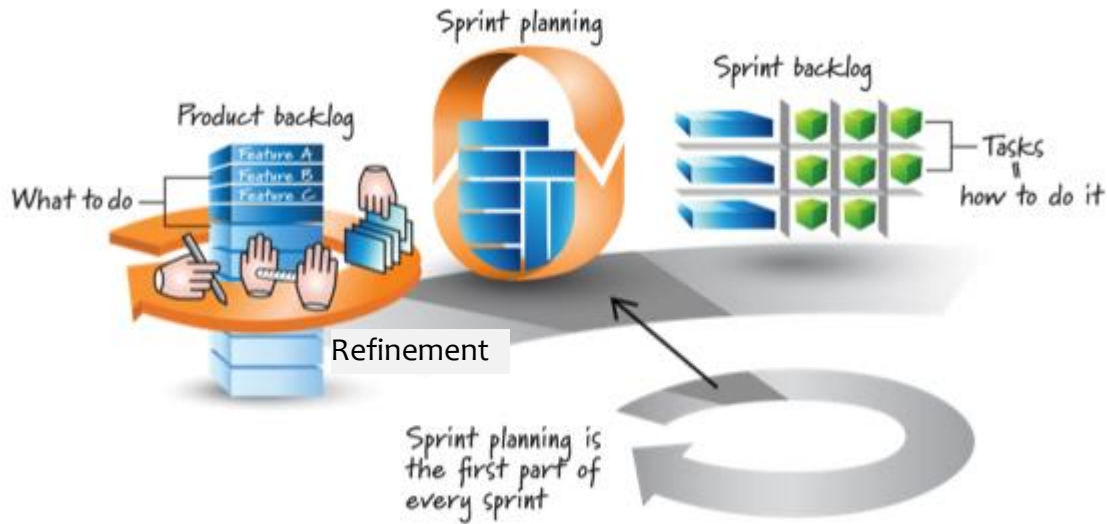 Sprint planning
Sprint backlog
Product backlog
Feature A
Feature B
Feature C
What to do
Tasks
=
how to do it
Refinement
Sprint planning is
the first part of
every sprint